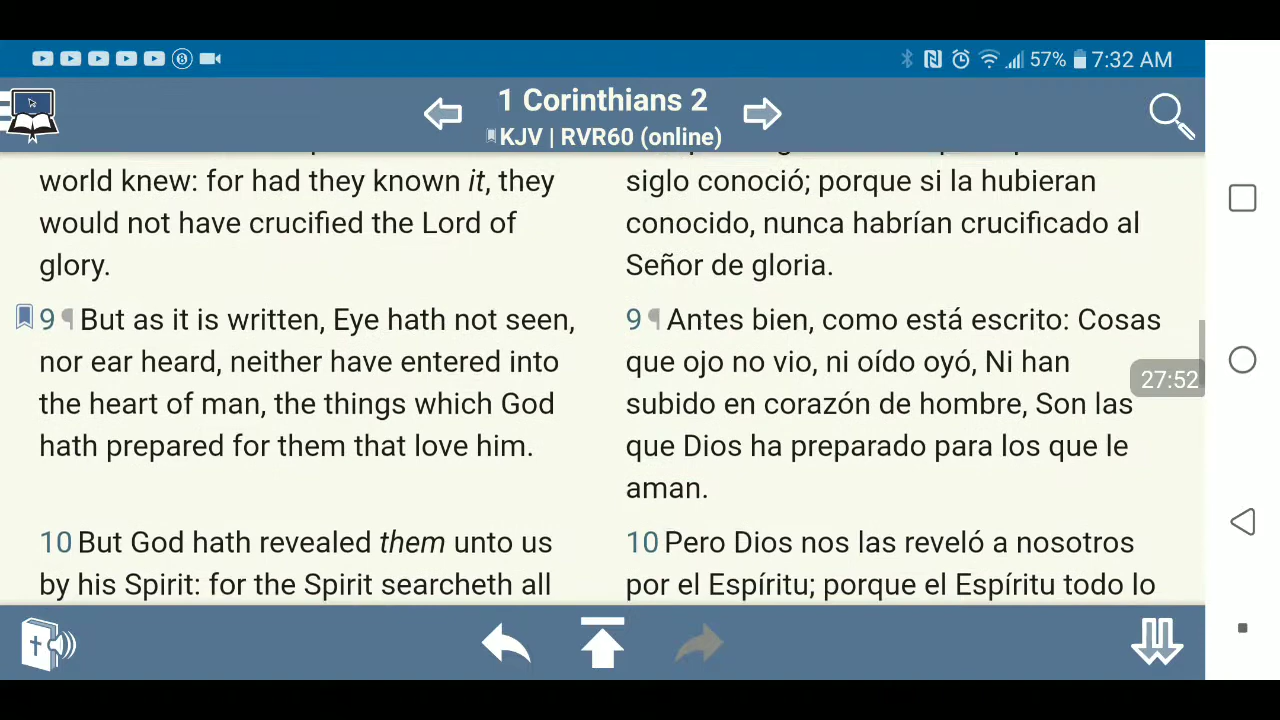 57% 7:32 AM
1 Corinthians 2
KJV | RVR60 (online)
world knew: for had they known it, they
would not have crucified the Lord of
glory.
9 ¶ But as it is written, Eye hath not seen,
nor ear heard, neither have entered into
the heart of man, the things which God
hath prepared for them that love him.
10 But God hath revealed them unto us
by his Spirit: for the Spirit searcheth all
siglo conoció; porque si la hubieran
conocido, nunca habrían crucificado al
Señor de gloria.
9 ¶ Antes bien, como está escrito: Cosas
que ojo no vio, ni oído oyó, Ni han
subido en corazón de hombre, Son las
que Dios ha preparado para los que le
aman.
10 Pero Dios nos las reveló a nosotros
por el Espíritu; porque el Espíritu todo lo
27:52